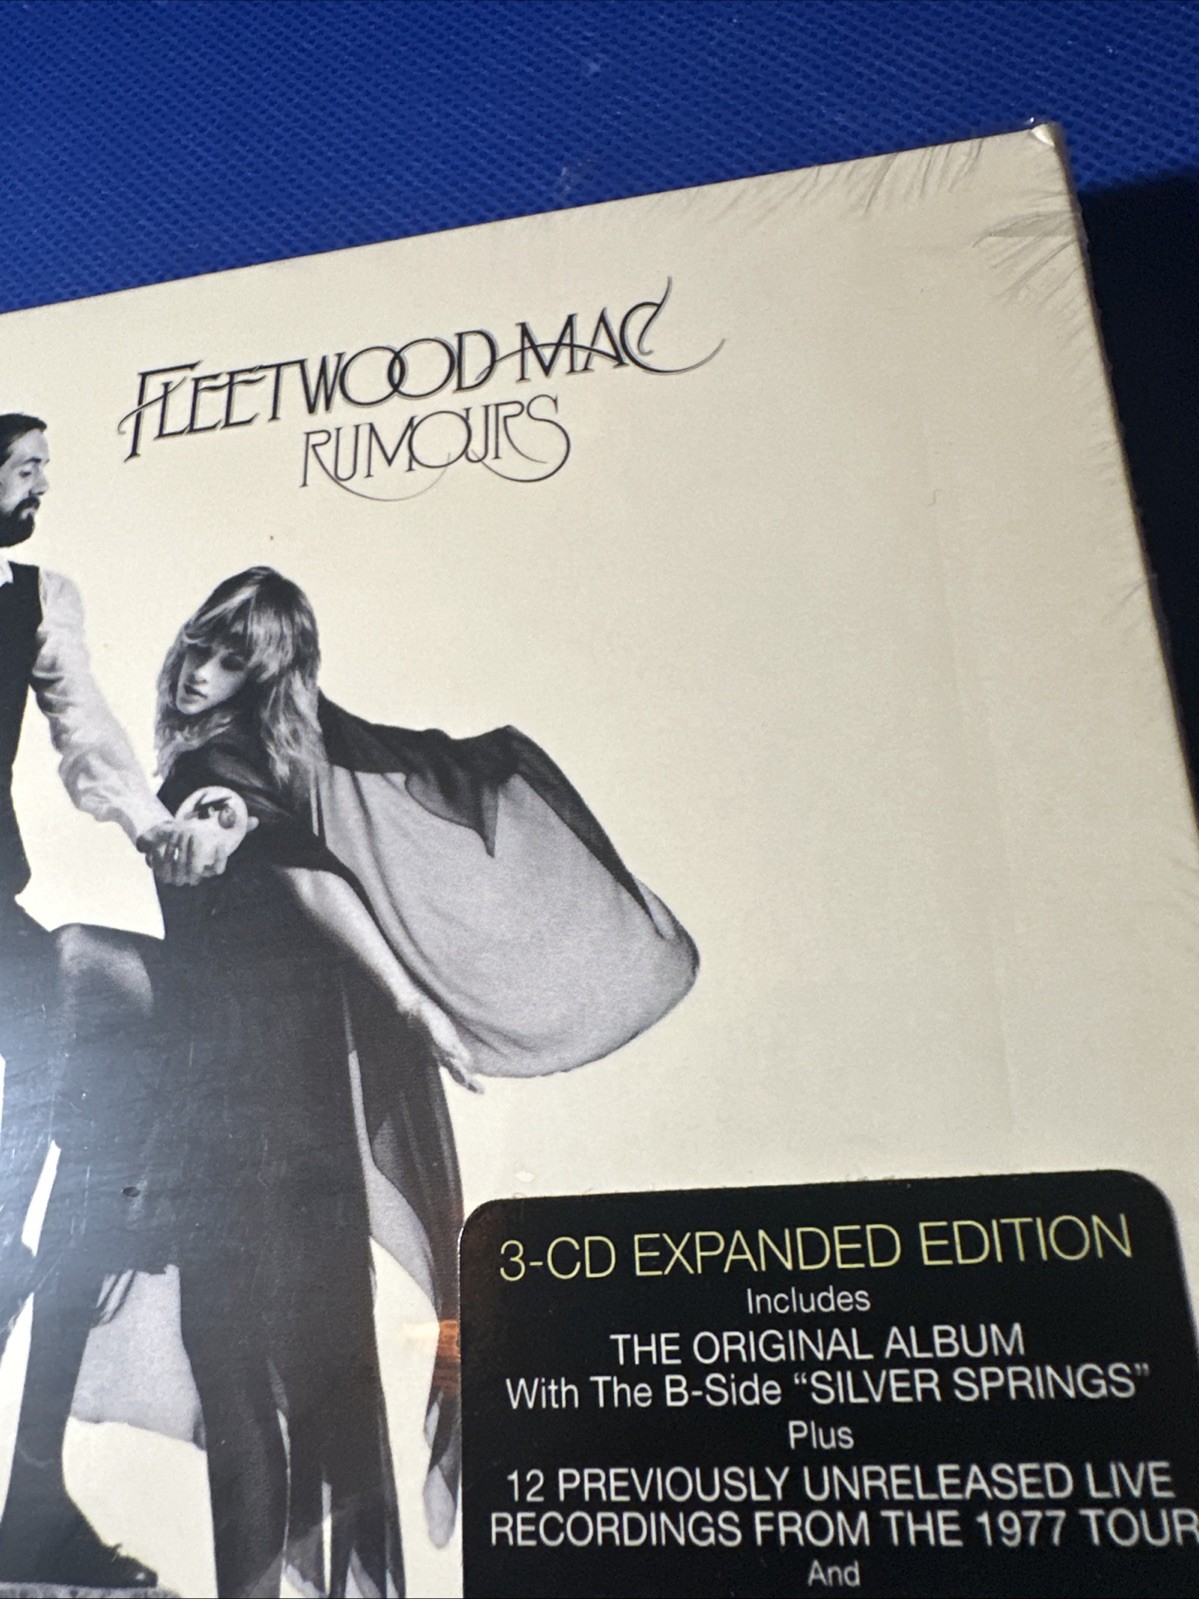 FLEETWOOD MAC
RUMOURS
3-CD EXPANDED EDITION
Includes
THE ORIGINAL ALBUM
With The B-Side “SILVER SPRINGS”
Plus
12 PREVIOUSLY UNRELEASED LIVE
RECORDINGS FROM THE 1977 TOUR
And